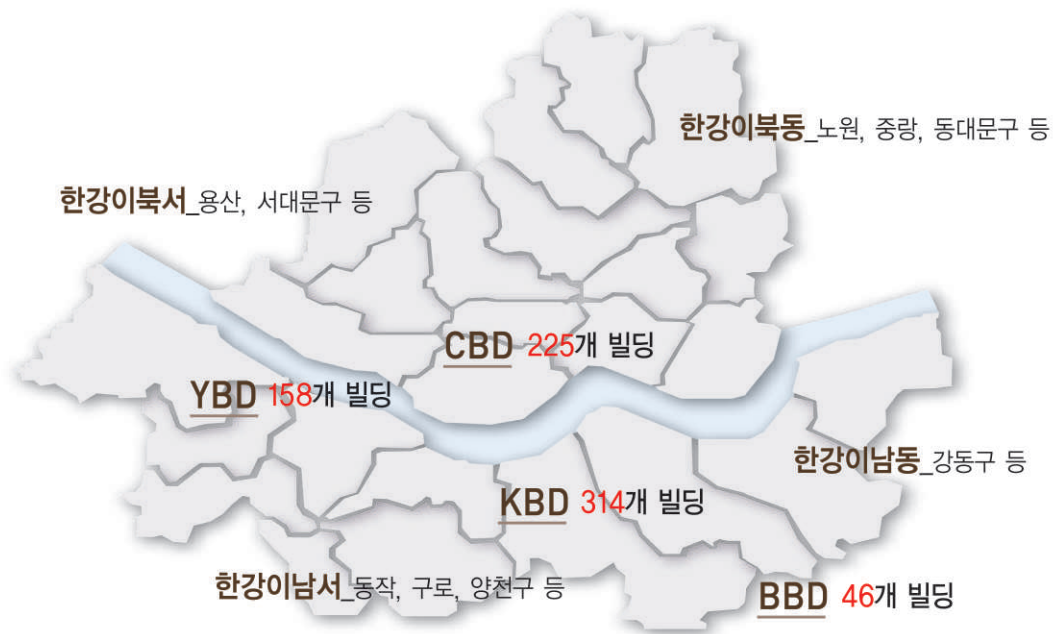 한강이북동_노원, 중랑, 동대문구 등
한강이북서_용산, 서대문구 등
CBD 225개 빌딩
YBD 158개 빌딩
한강이남동_강동구 등
KBD 314개 빌딩
한강이남서_동작, 구로, 양천구 등
BBD 46개 빌딩